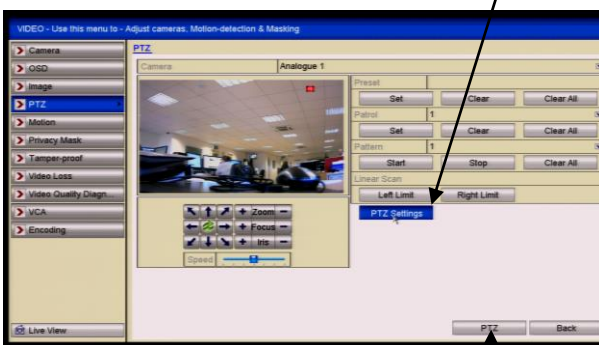 VIDEO - Use this menu to - Adjust cameras, Motion-detection & Masking
Camera
OSD
Image
PTZ
Motion
Privacy Mask
Tamper-proof
Video Loss
Video Quality Diagn...
VCA
Encoding
Live View
PTZ
Camera Analogue 1
Preset
Set Clear Clear All
Patrol 1
Set Clear Clear All
Pattern 1
Start Stop Clear All
Linear Scan
Left Limit Right Limit
PTZ Settings
+ Zoom -
+ Focus -
+ Iris -
Speed
PTZ Back